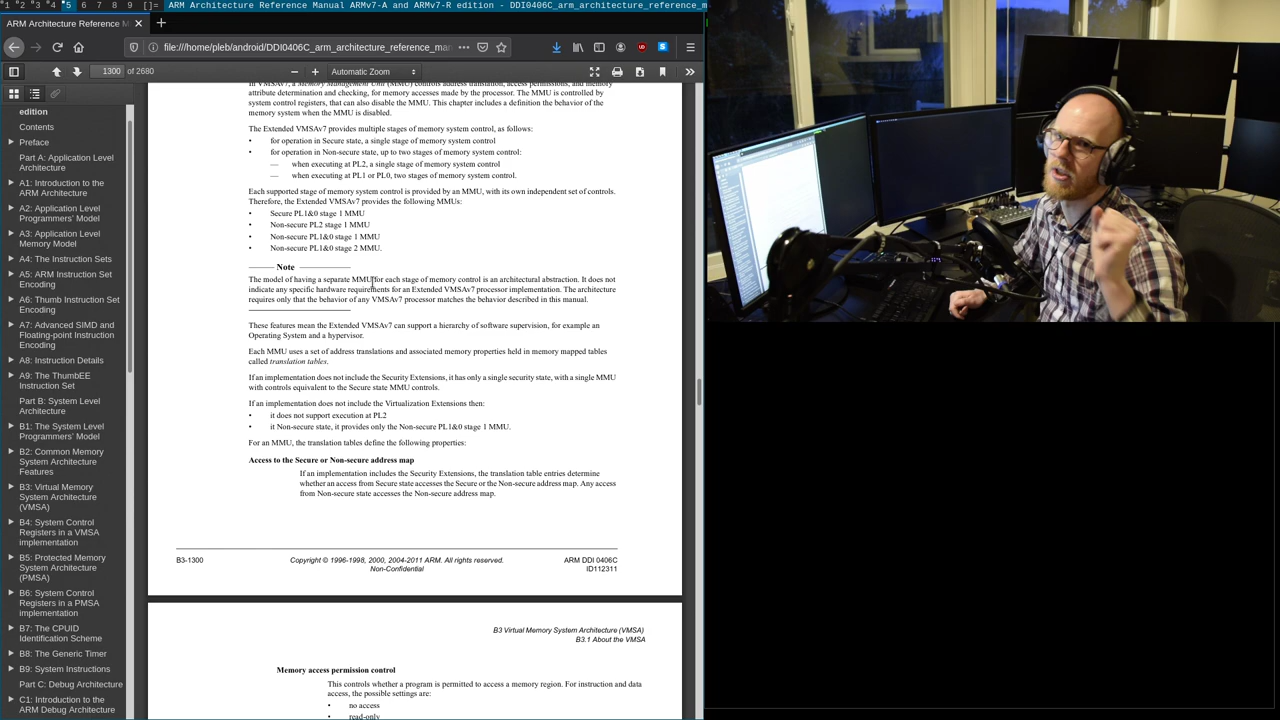 1 2 3 4 5 6 7 8 9 []= ARM Architecture Reference Manual ARMv7-A and ARMv7-R edition - DDI0406C_arm_architecture_reference_m
ARM Architecture Reference M
file:///home/pleb/android/DDI0406C_arm_architecture_reference_ma
1300 of 2680
Automatic Zoom
edition
Contents
Preface
Part A: Application Level
Architecture
A1: Introduction to the
ARM Architecture
A2: Application Level
Programmers' Model
A3: Application Level
Memory Model
A4: The Instruction Sets
A5: ARM Instruction Set
Encoding
A6: Thumb Instruction Set
Encoding
A7: Advanced SIMD and
Floating-point Instruction
Encoding
A8: Instruction Details
A9: The ThumbEE
Instruction Set
Part B: System Level
Architecture
B1: The System Level
Programmers' Model
B2: Common Memory
System Architecture
Features
B3: Virtual Memory
System Architecture
(VMSA)
B4: System Control
Registers in a VMSA
implementation
B5: Protected Memory
System Architecture
(PMSA)
B6: System Control
Registers in a PMSA
implementation
B7: The CPUID
Identification Scheme
B8: The Generic Timer
B9: System Instructions
Part C: Debug Architecture
C1: Introduction to the
ARM Debug Architecture
In VMSAv7, a Memory Management Unit (MMU) controls address translation, access permissions, and memory
attribute determination and checking, for memory accesses made by the processor. The MMU is controlled by
system control registers, that can also disable the MMU. This chapter includes a definition the behavior of the
memory system when the MMU is disabled.
The Extended VMSAv7 provides multiple stages of memory system control, as follows:
• for operation in Secure state, a single stage of memory system control
• for operation in Non-secure state, up to two stages of memory system control:
— when executing at PL2, a single stage of memory system control
— when executing at PL1 or PL0, two stages of memory system control.
Each supported stage of memory system control is provided by an MMU, with its own independent set of controls.
Therefore, the Extended VMSAv7 provides the following MMUs:
• Secure PL1&0 stage 1 MMU
• Non-secure PL2 stage 1 MMU
• Non-secure PL1&0 stage 1 MMU
• Non-secure PL1&0 stage 2 MMU.
Note
The model of having a separate MMU for each stage of memory control is an architectural abstraction. It does not
indicate any specific hardware requirements for an Extended VMSAv7 processor implementation. The architecture
requires only that the behavior of any VMSAv7 processor matches the behavior described in this manual.
These features mean the Extended VMSAv7 can support a hierarchy of software supervision, for example an
Operating System and a hypervisor.
Each MMU uses a set of address translations and associated memory properties held in memory mapped tables
called translation tables.
If an implementation does not include the Security Extensions, it has only a single security state, with a single MMU
with controls equivalent to the Secure state MMU controls.
If an implementation does not include the Virtualization Extensions then:
• it does not support execution at PL2
• it Non-secure state, it provides only the Non-secure PL1&0 stage 1 MMU.
For an MMU, the translation tables define the following properties:
Access to the Secure or Non-secure address map
If an implementation includes the Security Extensions, the translation table entries determine
whether an access from Secure state accesses the Secure or the Non-secure address map. Any access
from Non-secure state accesses the Non-secure address map.
B3-1300 Copyright © 1996-1998, 2000, 2004-2011 ARM. All rights reserved. ARM DDI 0406C
Non-Confidential ID112311
B3 Virtual Memory System Architecture (VMSA)
B3.1 About the VMSA
Memory access permission control
This controls whether a program is permitted to access a memory region. For instruction and data
access, the possible settings are:
• no access
• read-only